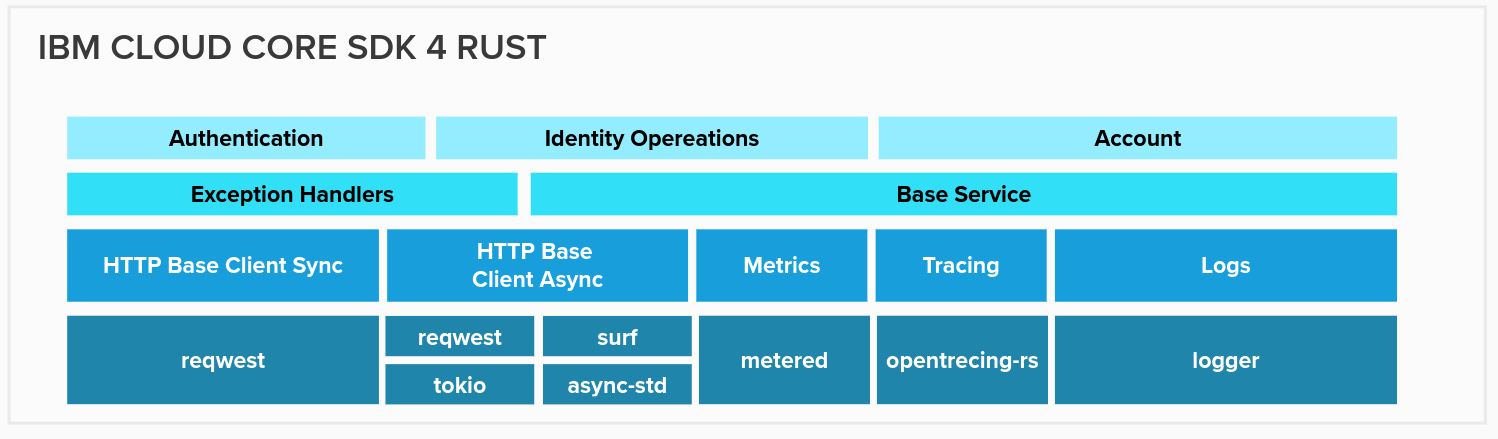 IBM CLOUD CORE SDK 4 RUST
Authentication
Identity Opereations
Account
Exception Handlers
Base Service
HTTP Base Client Sync
HTTP Base
Client Async
Metrics
Tracing
Logs
reqwest
reqwest
surf
tokio
async-std
metered
opentrecing-rs
logger